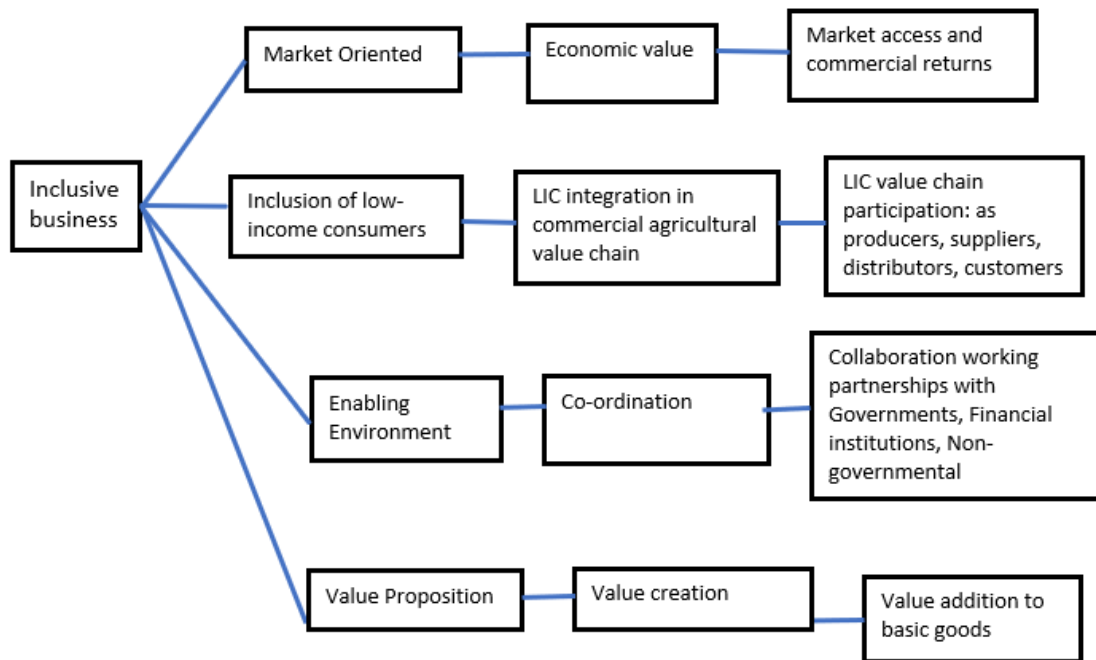 Inclusive
business
Market Oriented
Economic value
Market access and
commercial returns
Inclusion of low-
income consumers
LIC integration in
commercial agricultural
value chain
LIC value chain
participation: as
producers, suppliers,
distributors, customers
Enabling
Environment
Co-ordination
Collaboration working
partnerships with
Governments, Financial
institutions, Non-
governmental
Value Proposition
Value creation
Value addition to
basic goods